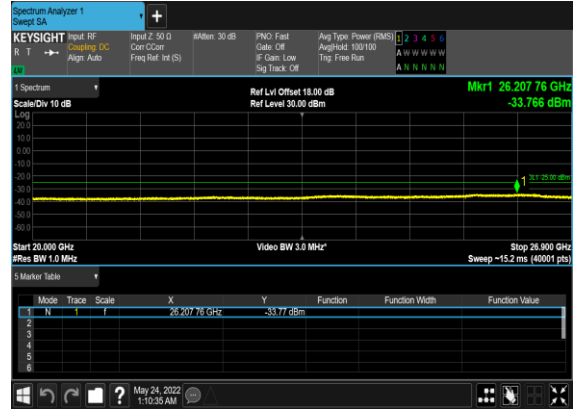 Spectrum Analyzer 1
Swept SA
+
KEYSIGHT Input: RF Input Z: 50 Ω #Atten: 30 dB PNO: Fast Avg Type: Power (RMS) 1 2 3 4 5 6
R T Coupling: DC Corr CCorr Gate: Off Avg|Hold: 100/100 A W W W W W
Align: Auto Freq Ref: Int (S) IF Gain: Low Trig: Free Run
Sig Track: Off A N N N N N
1 Spectrum Ref Lvl Offset 18.00 dB Mkr1 26.207 76 GHz
Scale/Div 10 dB Ref Level 30.00 dBm -33.766 dBm
Log
20.0
10.0
0.00
-10.0
-20.0
1 -25.00 dBm
-30.0
-40.0
-50.0
-60.0
Start 20.000 GHz Video BW 3.0 MHz* Stop 26.900 GHz
#Res BW 1.0 MHz Sweep ~15.2 ms (40001 pts)
5 Marker Table
Mode Trace Scale X Y Function Function Width Function Value
1 N 1 f 26.207 76 GHz -33.77 dBm
2
3
4
5
6
? May 24, 2022
1:10:35 AM